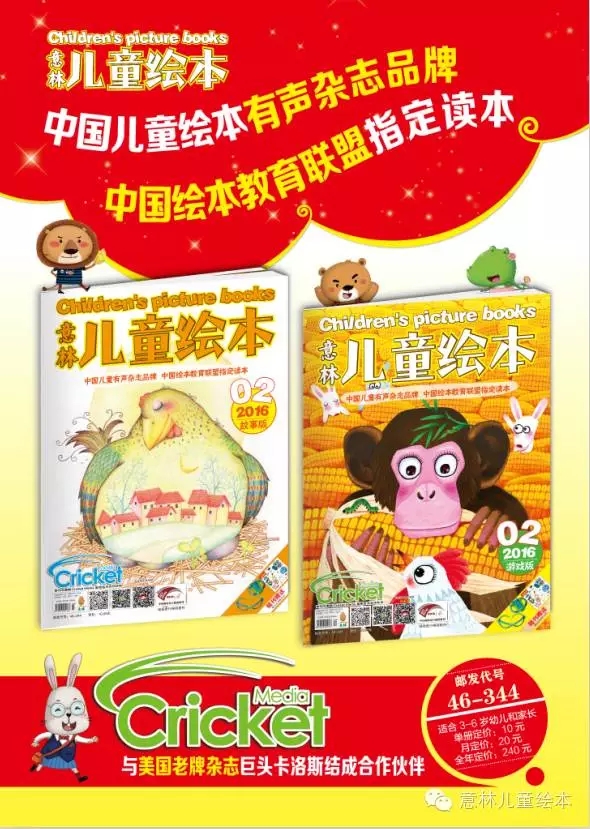 Children's picture books
意林 儿童绘本
中国儿童绘本有声杂志品牌
中国绘本教育联盟指定读本
Children's picture books
意林 儿童绘本
中国儿童有声杂志品牌 中国绘本教育联盟指定读本
02
2016
故事版
Cricket
Children's picture books
意林 儿童绘本
中国儿童有声杂志品牌 中国绘本教育联盟指定读本
02
2016
游戏版
Cricket
Cricket Media
与美国老牌杂志巨头卡洛斯结成合作伙伴
邮发代号
46-344
适合3-6岁幼儿和家长
单册定价：10元
月定价：20元
全年定价：240元
意林儿童绘本